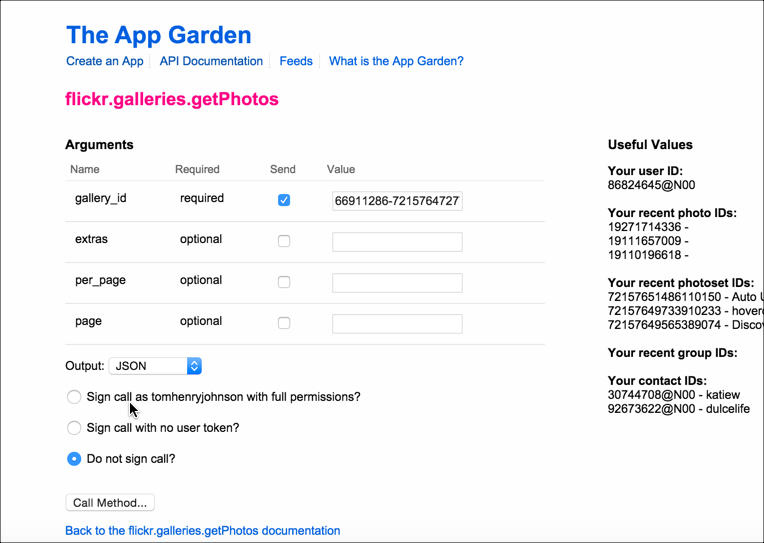 The App Garden
Create an App API Documentation Feeds What is the App Garden?
flickr.galleries.getPhotos
Arguments
Name Required Send Value
gallery_id required 66911286-7215764727
extras optional
per_page optional
page optional
Output: JSON
Sign call as tomhenryjohnson with full permissions?
Sign call with no user token?
Do not sign call?
Call Method...
Back to the flickr.galleries.getPhotos documentation
Useful Values
Your user ID:
86824645@N00
Your recent photo IDs:
19271714336 -
19111657009 -
19110196618 -
Your recent photoset IDs:
72157651486110150 - Auto U
72157649733910233 - hoverc
72157649565389074 - Disco
Your recent group IDs:
Your contact IDs:
30744708@N00 - katiew
92673622@N00 - dulcelife